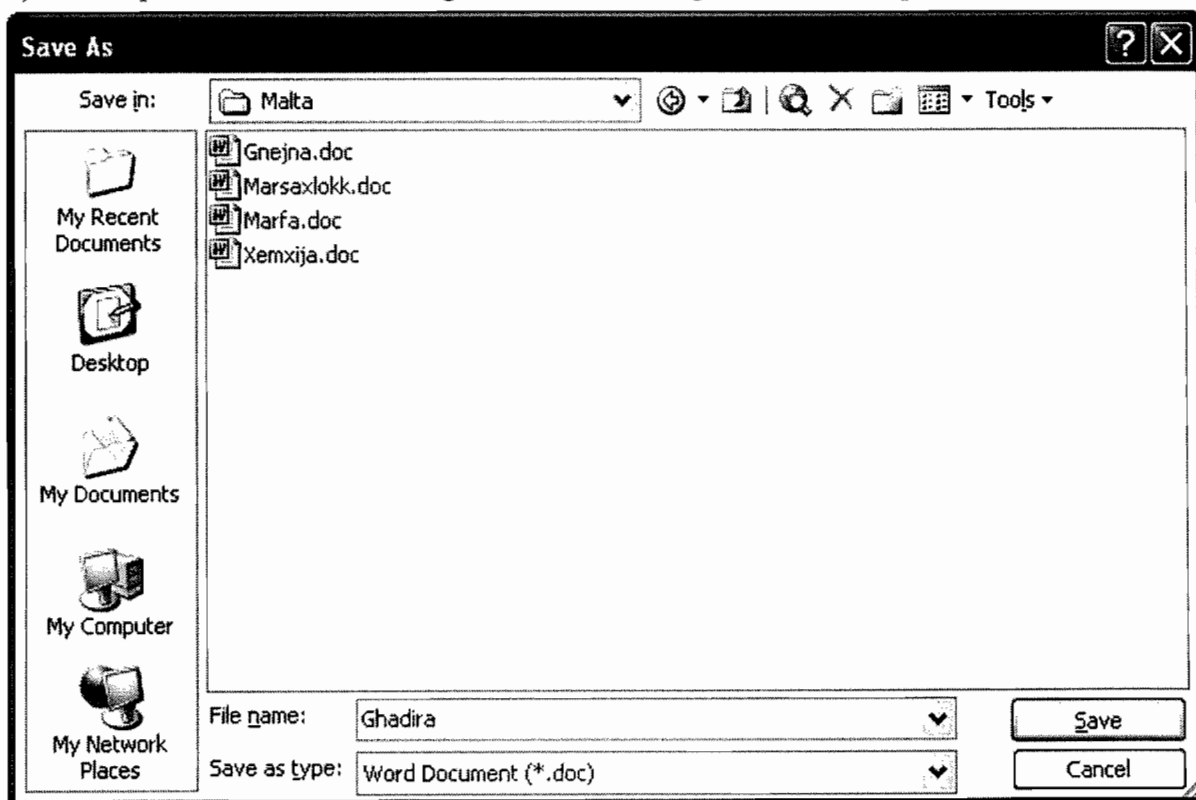 Save As
Save in:
Malta
Tools
Gnejna.doc
Marsaxlokk.doc
Marfa.doc
Xemxija.doc
My Recent
Documents
Desktop
My Documents
My Computer
My Network
Places
File name:
Ghadira
Save
Save as type:
Word Document (*.doc)
Cancel